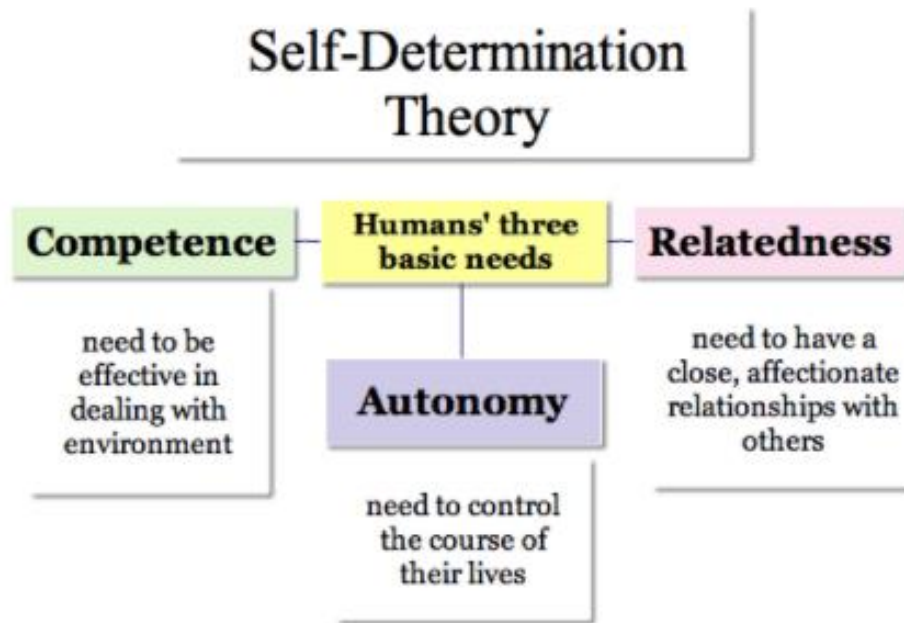 Self-Determination
Theory
Competence
Humans' three
basic needs
Relatedness
need to be
effective in
dealing with
environment
Autonomy
need to control
the course of
their lives
need to have a
close, affectionate
relationships with
others